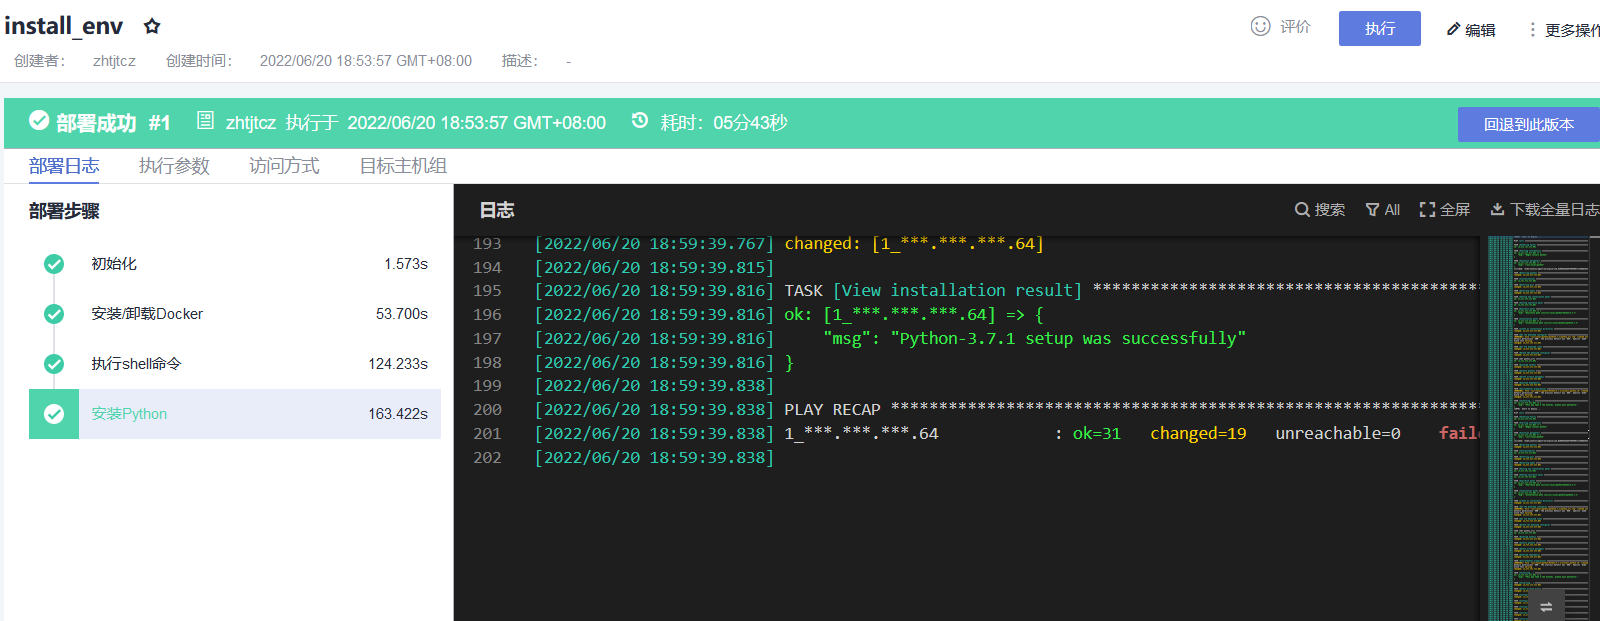 install_env
评价
执行
编辑
更多操作
创建者： zhtjtcz 创建时间： 2022/06/20 18:53:57 GMT+08:00 描述： -
部署成功 #1 zhtjtcz 执行于 2022/06/20 18:53:57 GMT+08:00 耗时：05分43秒
回退到此版本
部署日志 执行参数 访问方式 目标主机组
部署步骤
初始化 1.573s
安装/卸载Docker 53.700s
执行shell命令 124.233s
安装Python 163.422s
日志
搜索 All 全屏 下载全量日志
193 [2022/06/20 18:59:39.767] changed: [1_***.***.***.64]
194 [2022/06/20 18:59:39.815]
195 [2022/06/20 18:59:39.816] TASK [View installation result] *****************************************
196 [2022/06/20 18:59:39.816] ok: [1_***.***.***.64] => {
197 [2022/06/20 18:59:39.816] "msg": "Python-3.7.1 setup was successfully"
198 [2022/06/20 18:59:39.816] }
199 [2022/06/20 18:59:39.838]
200 [2022/06/20 18:59:39.838] PLAY RECAP **************************************************************
201 [2022/06/20 18:59:39.838] 1_***.***.***.64 : ok=31 changed=19 unreachable=0 faile
202 [2022/06/20 18:59:39.838]